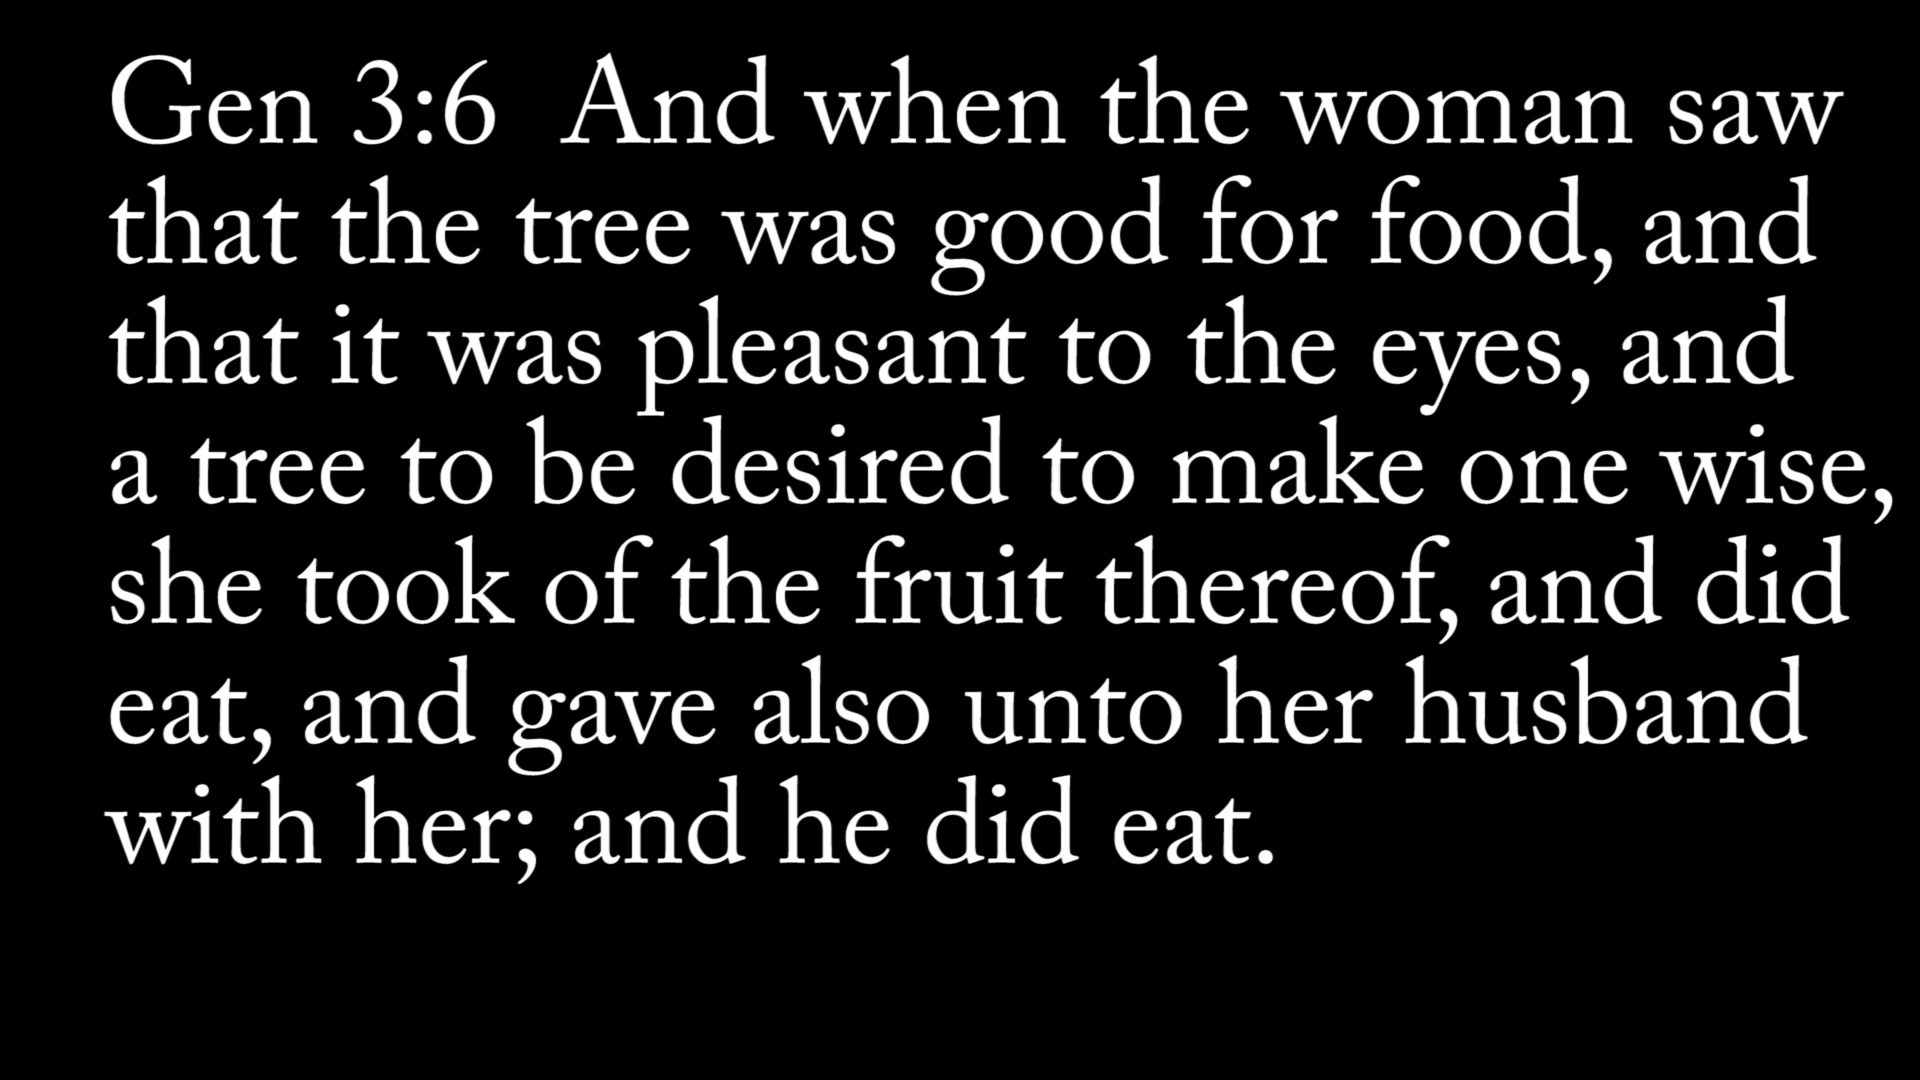 Gen 3:6  And when the woman saw
that the tree was good for food, and
that it was pleasant to the eyes, and
a tree to be desired to make one wise,
she took of the fruit thereof, and did
eat, and gave also unto her husband
with her; and he did eat.